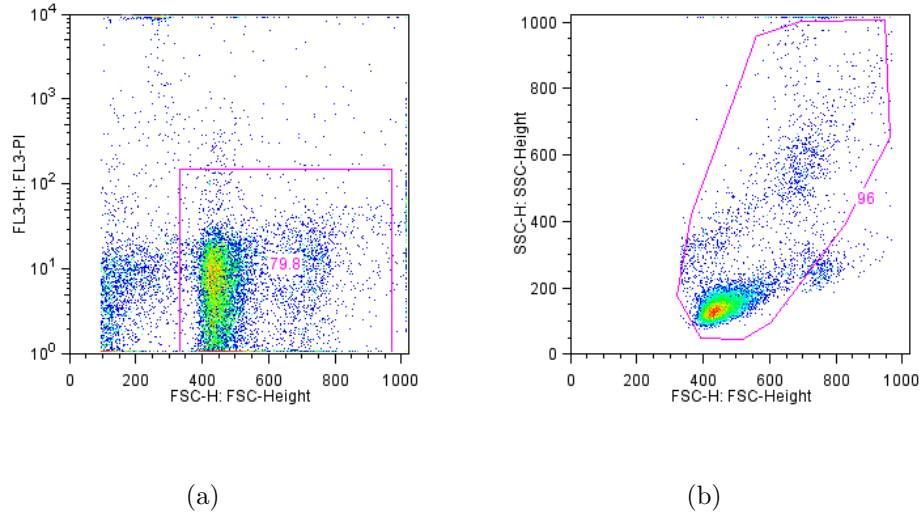 10^4
10^3
10^2
10^1
10^0
FL3-H: FL3-PI
79.8
0 200 400 600 800 1000
FSC-H: FSC-Height
(a)
1000
800
600
400
200
0
SSC-H: SSC-Height
96
0 200 400 600 800 1000
FSC-H: FSC-Height
(b)